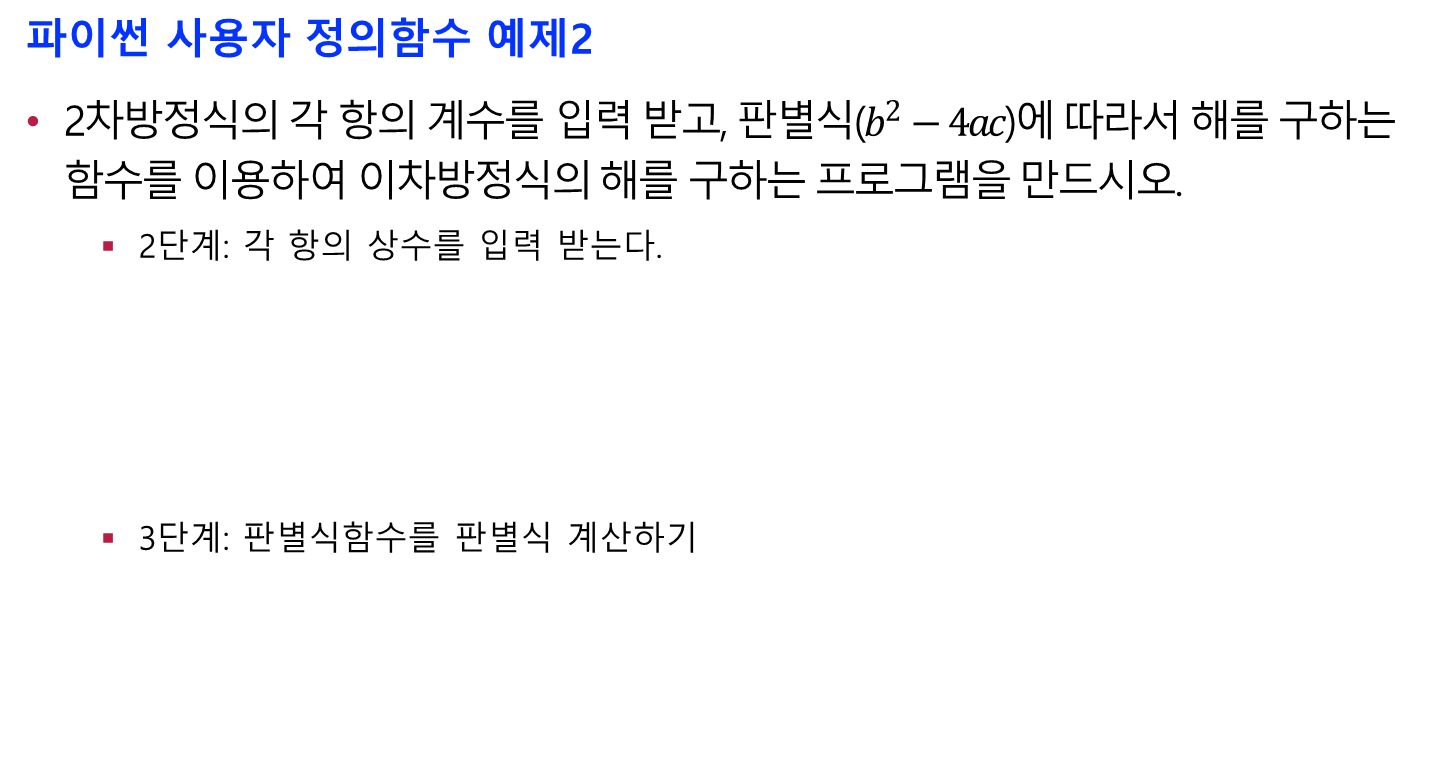 파이썬 사용자 정의함수 예제2
• 2차방정식의 각 항의 계수를 입력 받고, 판별식(b² − 4ac)에 따라서 해를 구하는
함수를 이용하여 이차방정식의 해를 구하는 프로그램을 만드시오.
▪ 2단계: 각 항의 상수를 입력 받는다.
▪ 3단계: 판별식함수를 판별식 계산하기